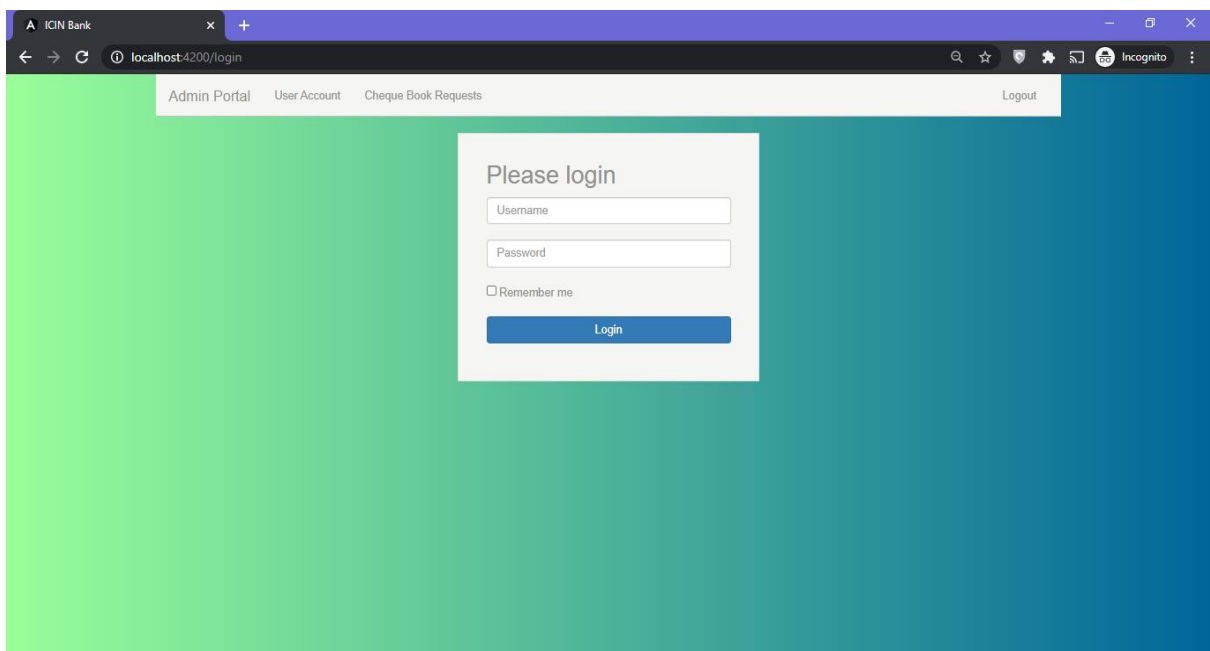 ICIN Bank
localhost:4200/login
Incognito
Admin Portal User Account Cheque Book Requests Logout
Please login
Username
Password
Remember me
Login